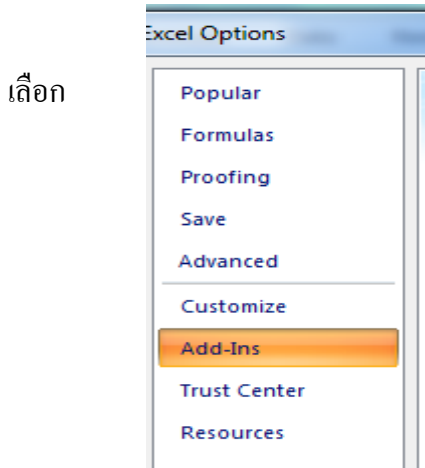 Excel Options
เลือก
Popular
Formulas
Proofing
Save
Advanced
Customize
Add-Ins
Trust Center
Resources